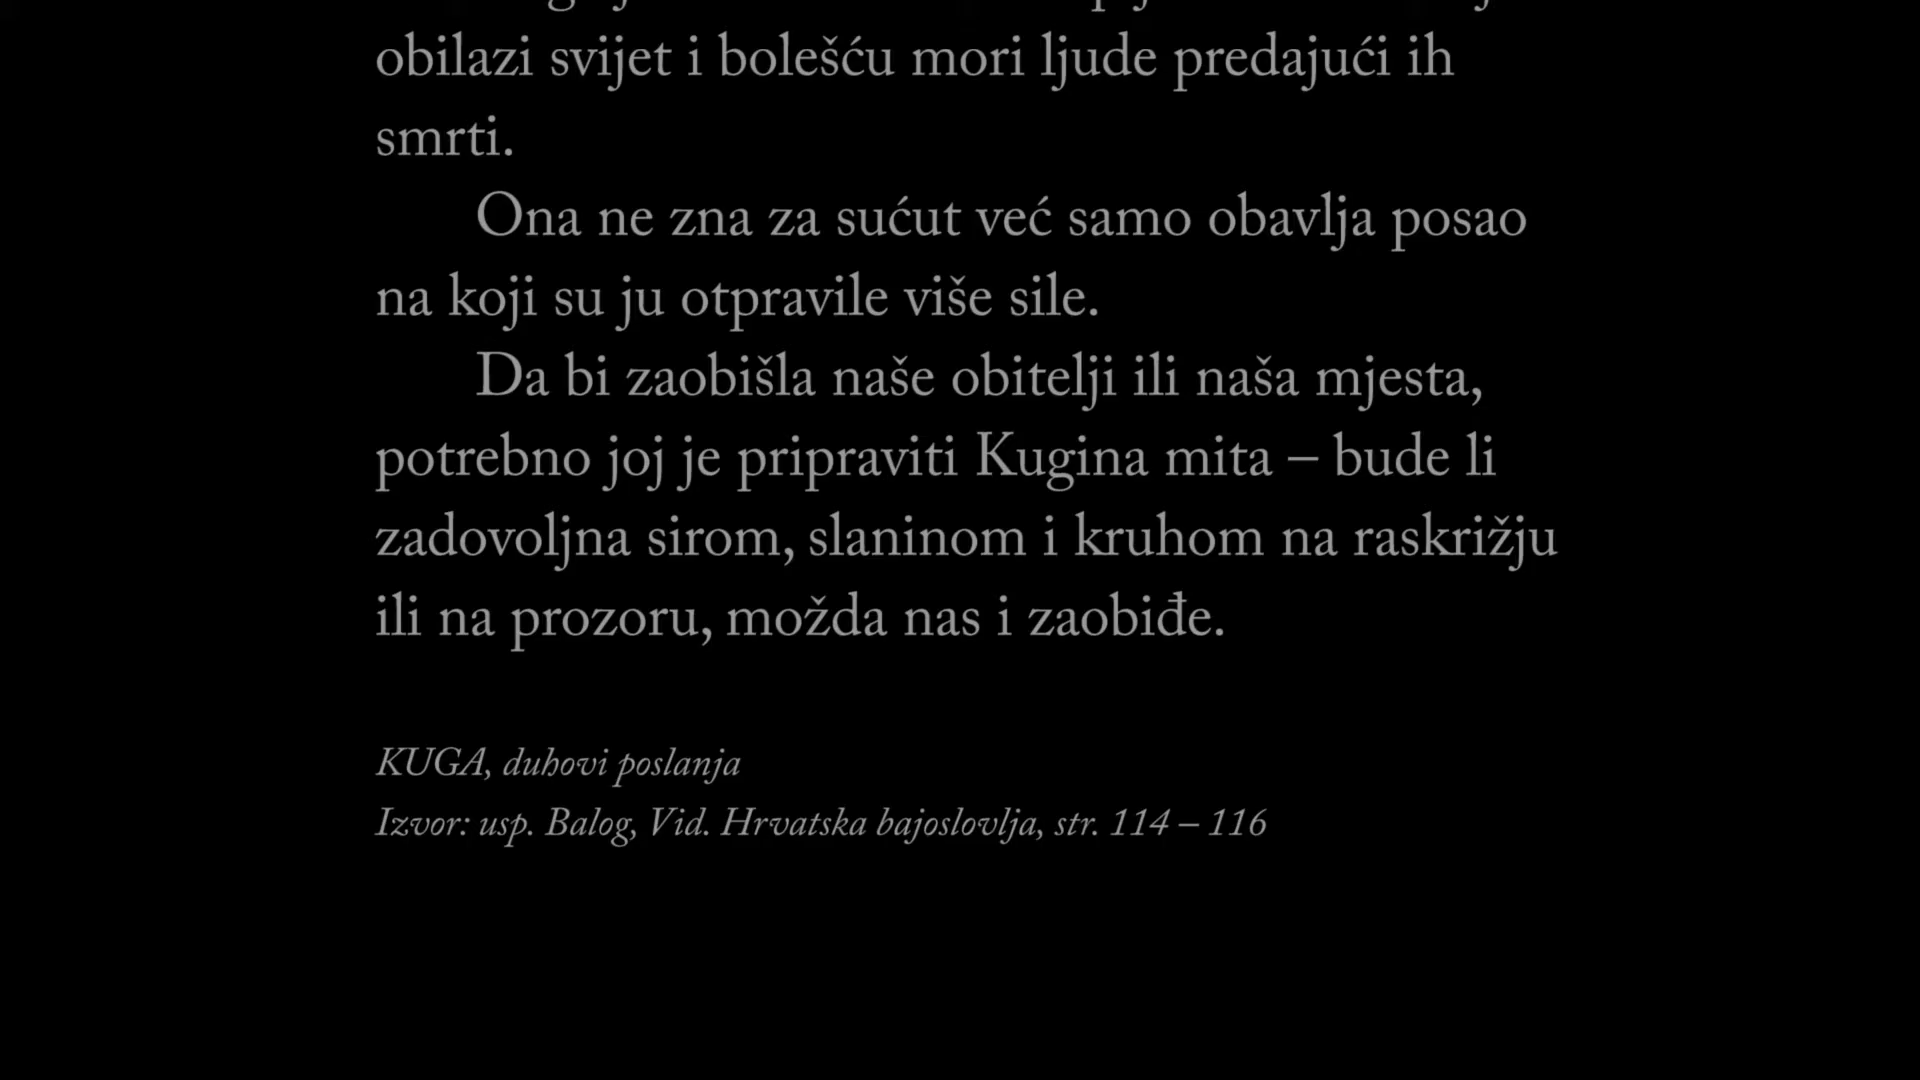 obilazi svijet i bolešću mori ljude predajući ih
smrti.
Ona ne zna za sućut već samo obavlja posao
na koji su ju otpravile više sile.
Da bi zaobišla naše obitelji ili naša mjesta,
potrebno joj je pripraviti Kugina mita – bude li
zadovoljna sirom, slaninom i kruhom na raskrižju
ili na prozoru, možda nas i zaobiđe.
KUGA, duhovi poslanja
Izvor: usp. Balog, Vid. Hrvatska bajoslovlja, str. 114 – 116